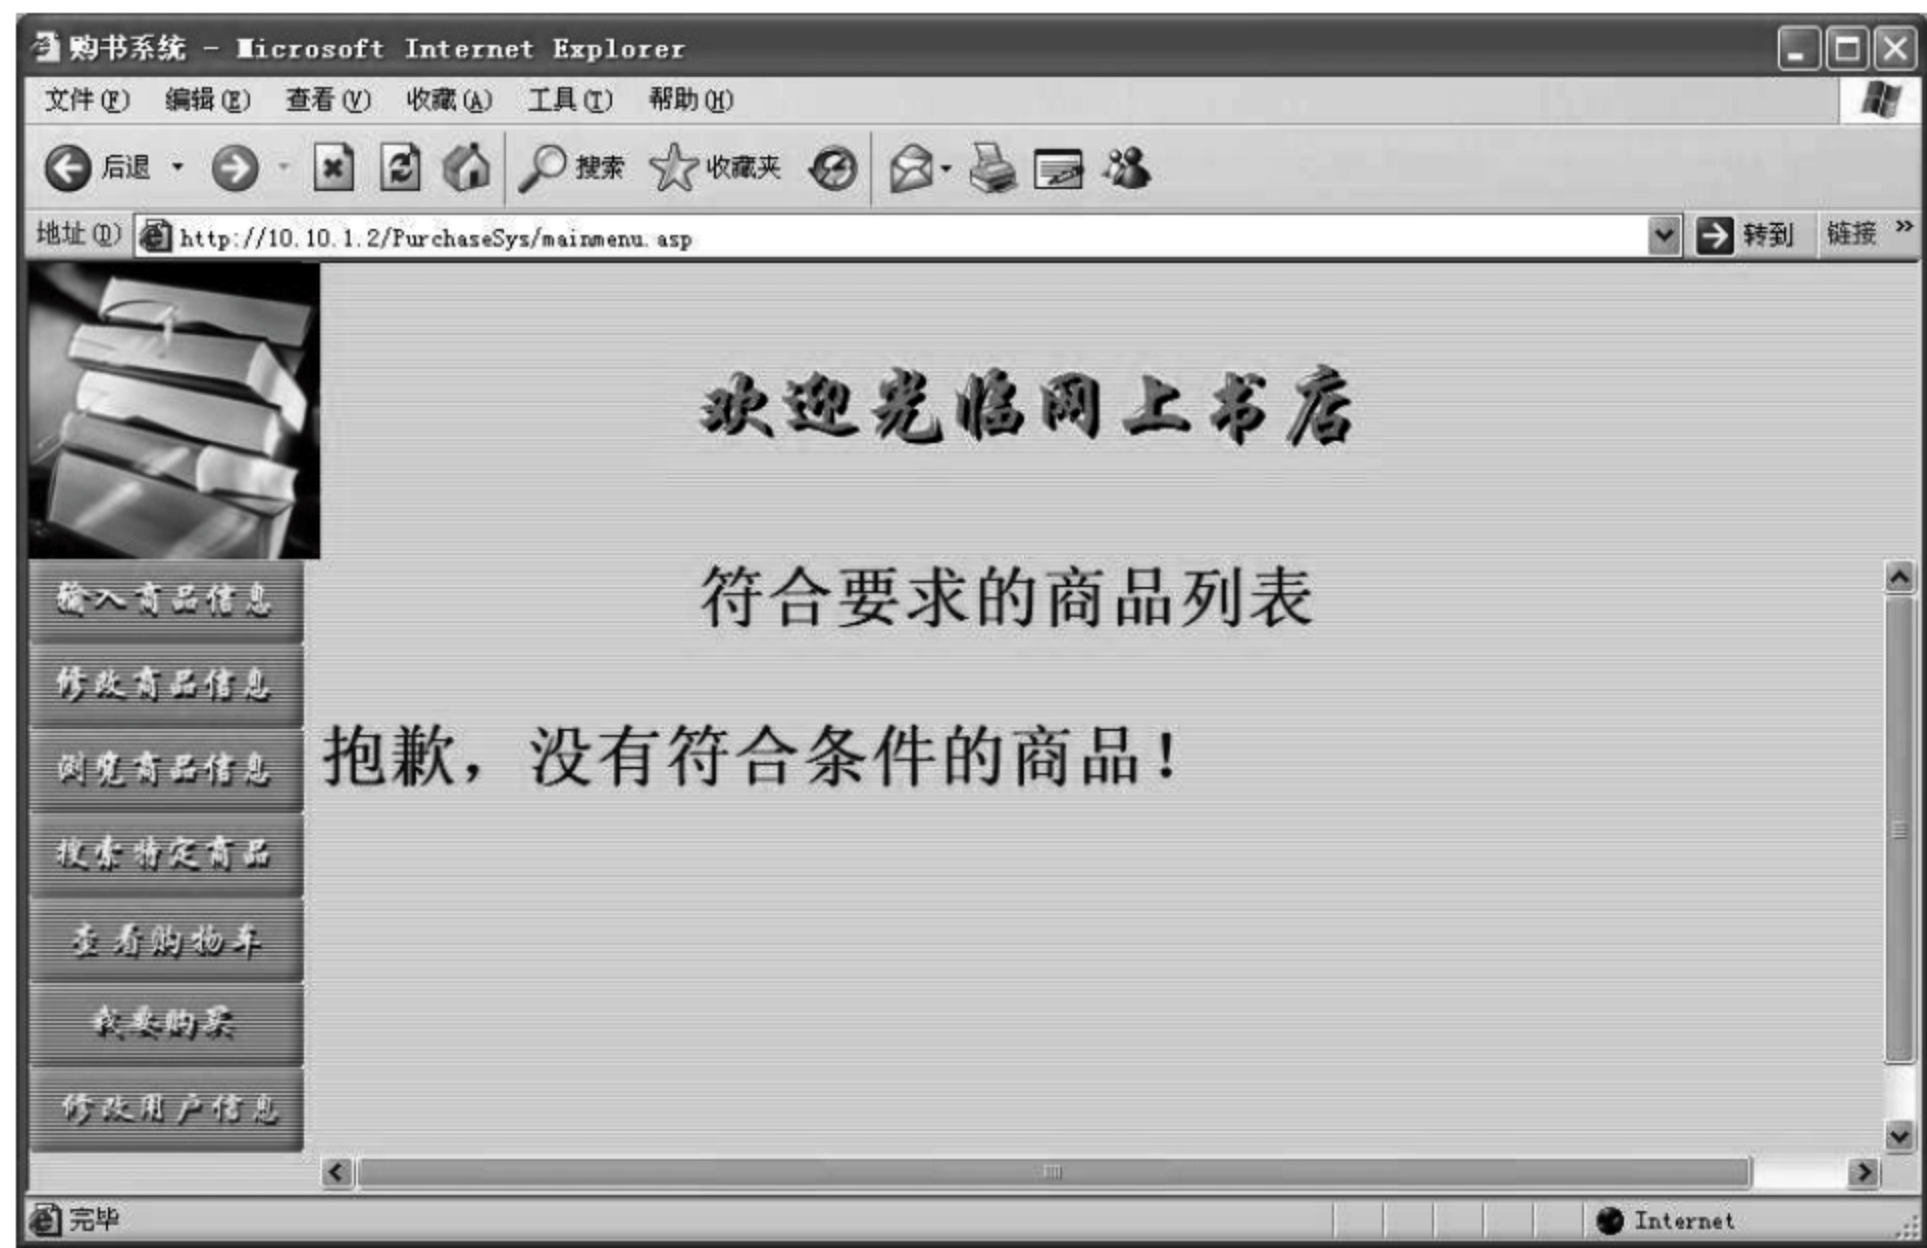 购书系统 - Microsoft Internet Explorer
文件(F) 编辑(E) 查看(V) 收藏(A) 工具(T) 帮助(H)
后退 搜索 收藏夹
地址(D) http://10.10.1.2/PurchaseSys/mainmenu.asp 转到 链接 »
欢迎光临网上书店
输入商品信息
修改商品信息
浏览商品信息
搜索特定商品
查看购物车
我要购买
修改用户信息
符合要求的商品列表
抱歉，没有符合条件的商品！
完毕 Internet